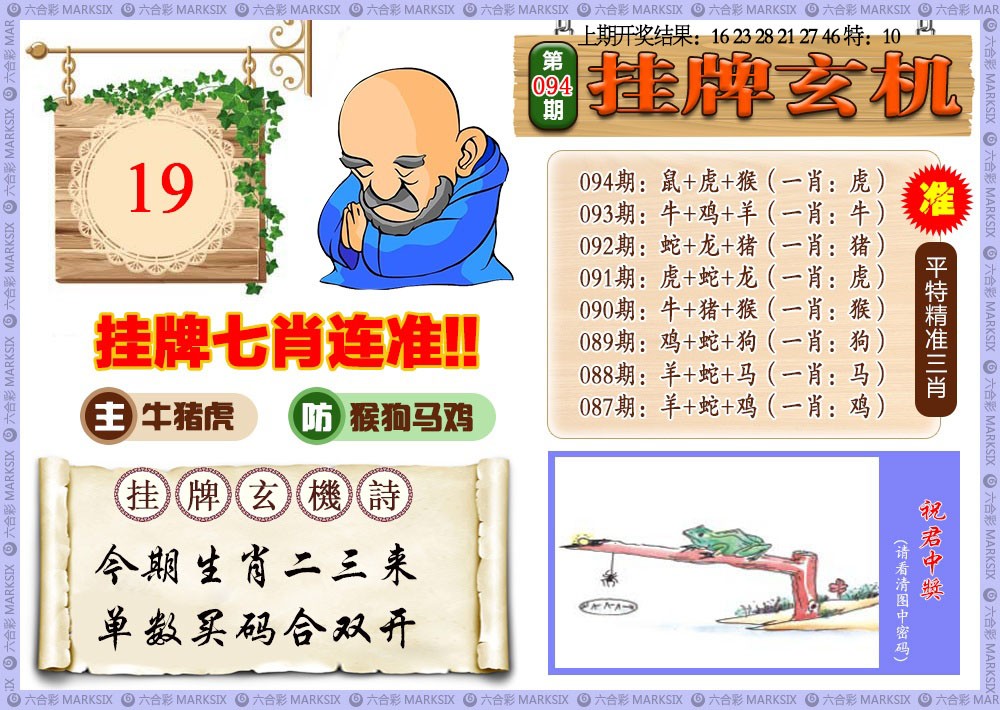 六合彩 MARKSIX
上期开奖结果：16 23 28 21 27 46 特：10
第
094
期
挂牌玄机
19
094期：鼠+虎+猴（一肖：虎）
093期：牛+鸡+羊（一肖：牛）
092期：蛇+龙+猪（一肖：猪）
091期：虎+蛇+龙（一肖：虎）
090期：牛+猪+猴（一肖：猴）
089期：鸡+蛇+狗（一肖：狗）
088期：羊+蛇+马（一肖：马）
087期：羊+蛇+鸡（一肖：鸡）
准
平特精准三肖
挂牌七肖连准!!
主 牛猪虎
防 猴狗马鸡
挂牌玄機詩
今期生肖二三来
单数买码合双开
祝君中獎
（请看清图中密码）